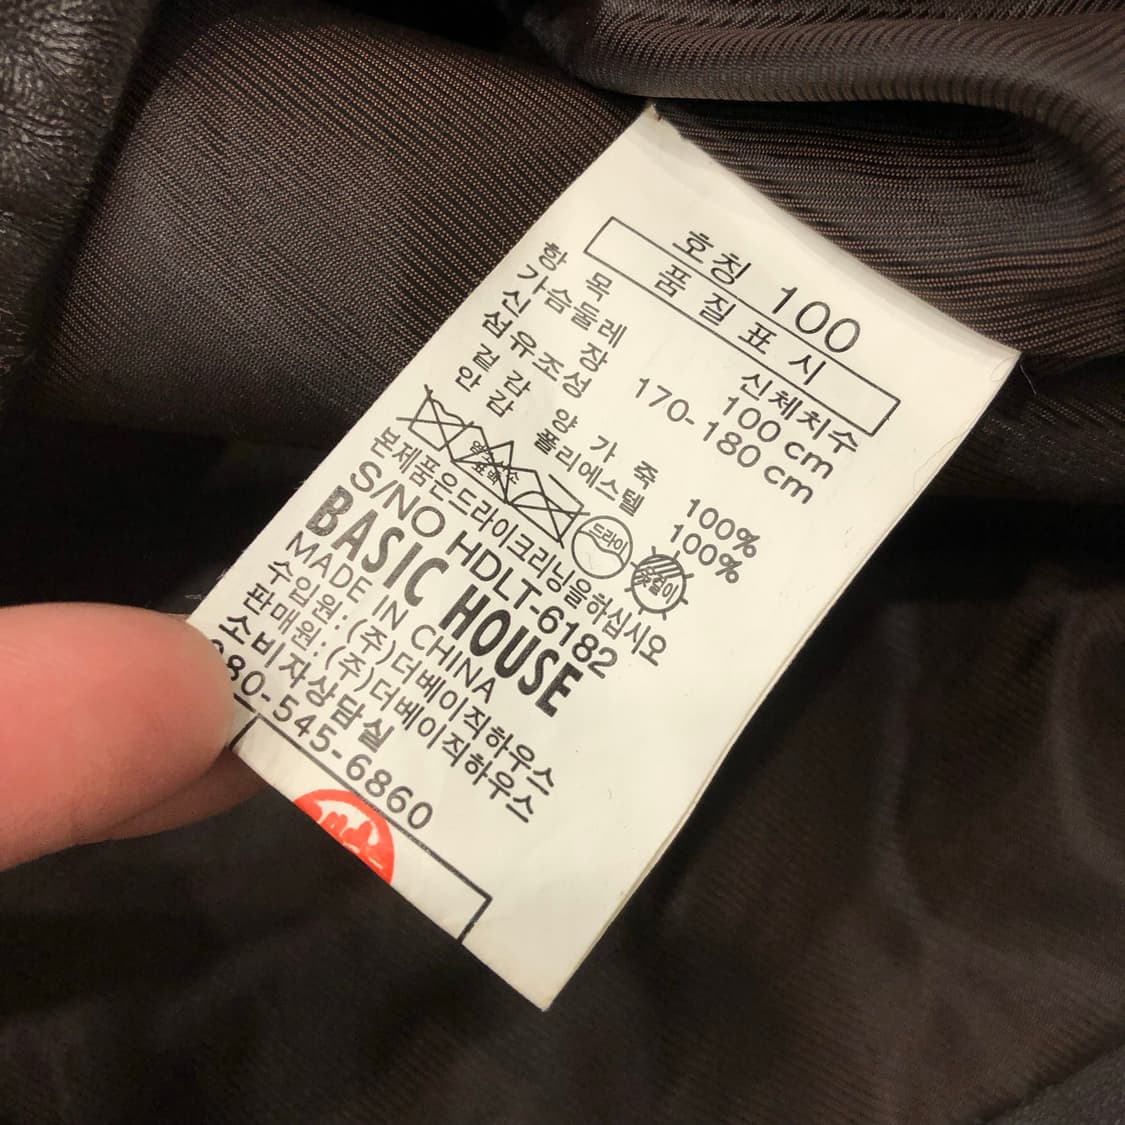 호칭 100
품 질 표 시
항 목 신체치수
가슴둘레 100 cm
신 장 170-180 cm
섬유조성
겉 감 양 가 죽 100%
안 감 폴리에스텔 100%
드라이 옷걸이
본제품은드라이크리닝을하십시오
S/NO HDLT-6182
BASIC HOUSE
MADE IN CHINA
수입원:(주)더베이직하우스
판매원:(주)더베이직하우스
소비자상담실
080-545-6860